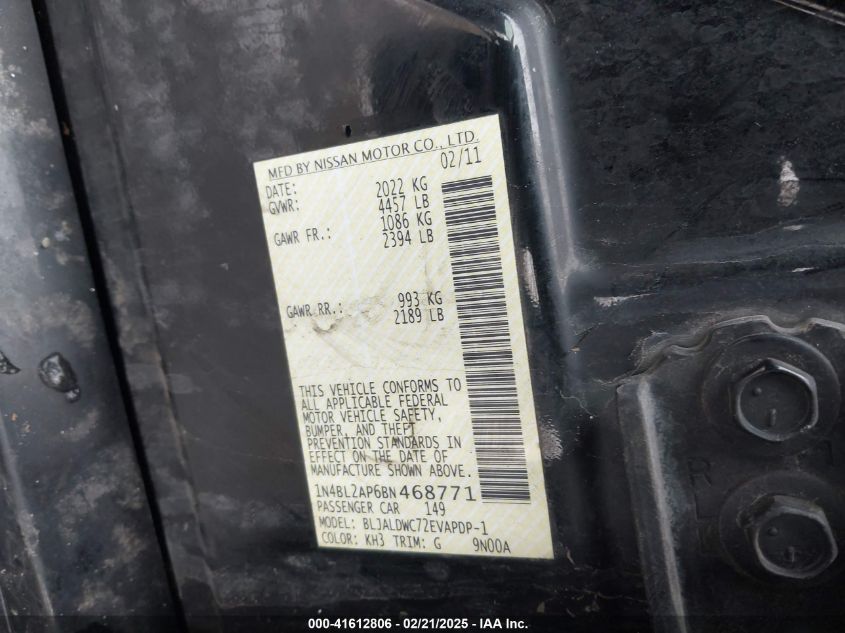 MFD BY NISSAN MOTOR CO., LTD.
02/11
DATE: 2022 KG
GVWR: 4457 LB
1086 KG
GAWR FR.: 2394 LB
993 KG
GAWR RR.: 2189 LB
THIS VEHICLE CONFORMS TO
ALL APPLICABLE FEDERAL
MOTOR VEHICLE SAFETY,
BUMPER, AND THEFT
PREVENTION STANDARDS IN
EFFECT ON THE DATE OF
MANUFACTURE SHOWN ABOVE.
1N4BL2AP6BN468771
PASSENGER CAR 149
MODEL: BLJALDWC72EVAPDP-1
COLOR: KH3 TRIM: G 9N00A
000-41612806 - 02/21/2025 - IAA Inc.